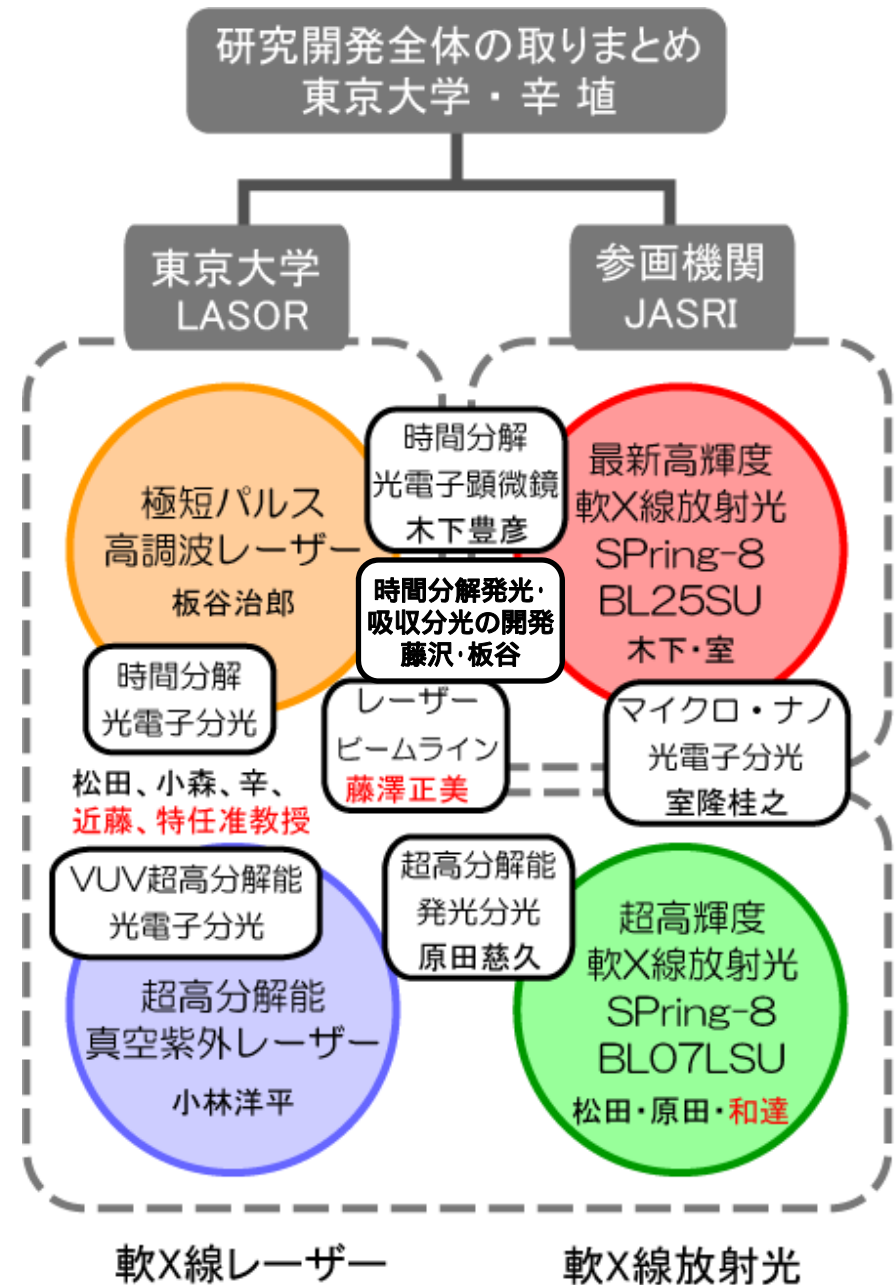 研究開発全体の取りまとめ
東京大学・辛 埴
東京大学
LASOR
参画機関
JASRI
極短パルス
高調波レーザー
板谷治郎
時間分解
光電子顕微鏡
木下豊彦
最新高輝度
軟X線放射光
SPring-8
BL25SU
木下・室
時間分解発光・
吸収分光の開発
藤沢・板谷
時間分解
光電子分光
松田、小森、辛、
近藤、特任准教授
レーザー
ビームライン
藤澤正美
マイクロ・ナノ
光電子分光
室隆桂之
VUV超高分解能
光電子分光
超高分解能
真空紫外レーザー
小林洋平
超高分解能
発光分光
原田慈久
超高輝度
軟X線放射光
SPring-8
BL07LSU
松田・原田・和達
軟X線レーザー
軟X線放射光